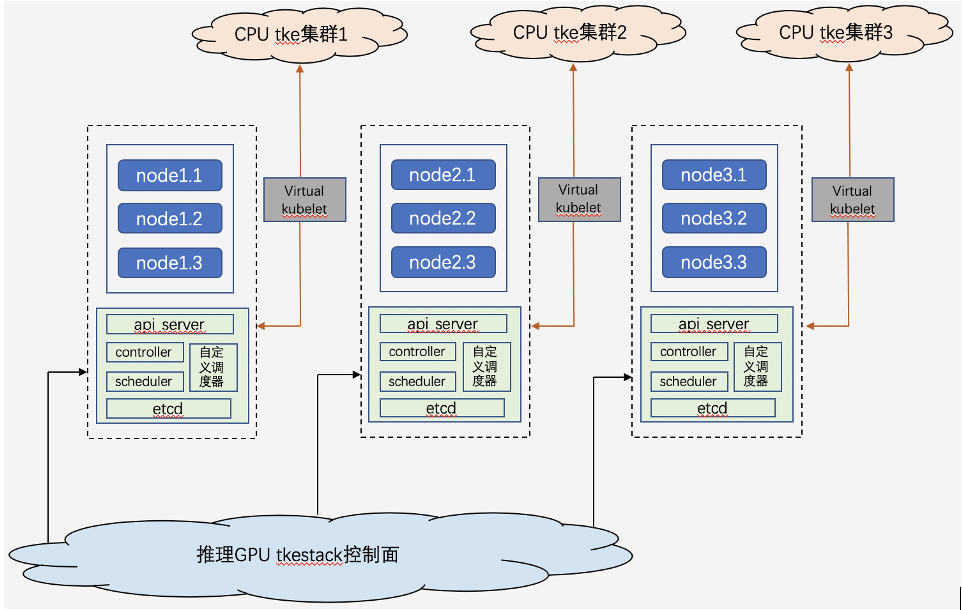 CPU tke集群1
CPU tke集群2
CPU tke集群3
node1.1
node1.2
node1.3
Virtual
kubelet
node2.1
node2.2
node2.3
Virtual
kubelet
node3.1
node3.2
node3.3
Virtual
kubelet
api_server
controller
scheduler
自定
义调
度器
etcd
api_server
controller
scheduler
自定
义调
度器
etcd
api_server
controller
scheduler
自定
义调
度器
etcd
推理GPU tkestack控制面